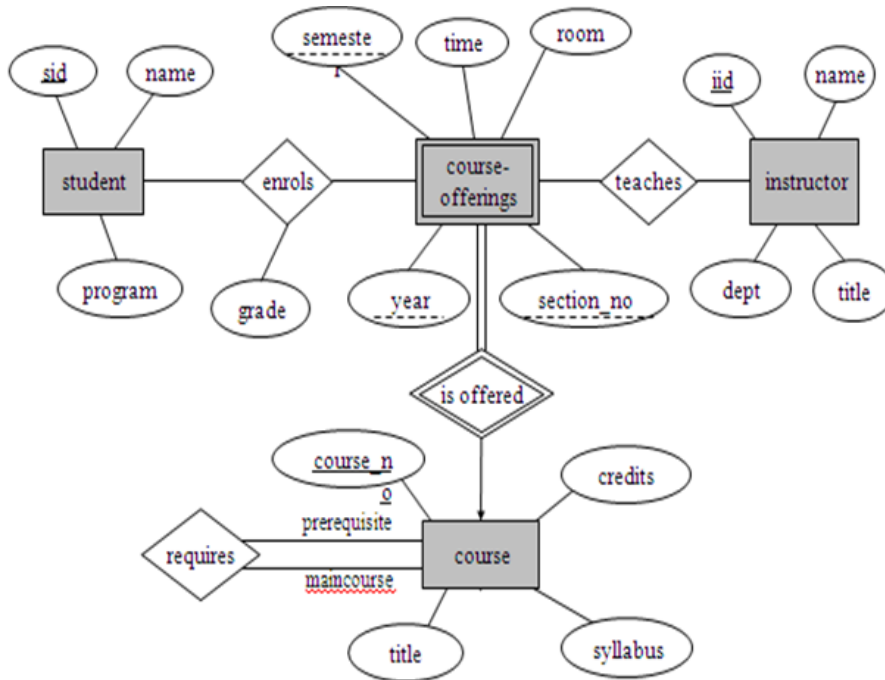 semeste
r
time
room
sid
name
iid
name
student
enrols
course-
offerings
teaches
instructor
program
grade
year
section_no
dept
title
is offered
course_n
o
credits
prerequisite
requires
course
maincourse
title
syllabus